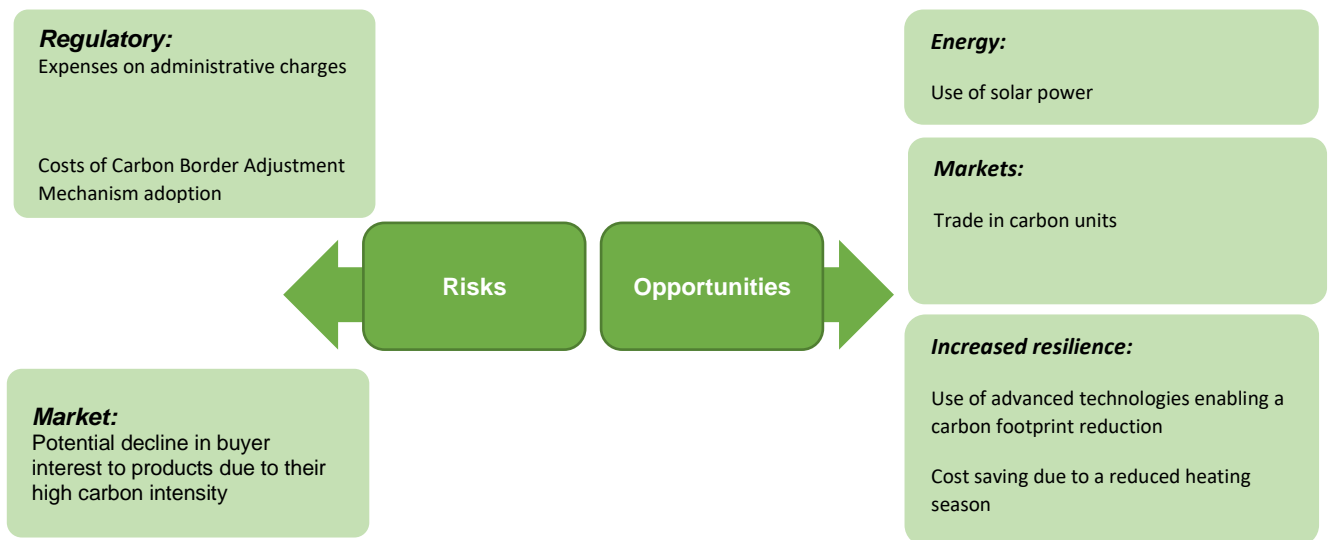 Regulatory:
Expenses on administrative charges
Costs of Carbon Border Adjustment
Mechanism adoption
Market:
Potential decline in buyer
interest to products due to their
high carbon intensity
Risks
Opportunities
Energy:
Use of solar power
Markets:
Trade in carbon units
Increased resilience:
Use of advanced technologies enabling a
carbon footprint reduction
Cost saving due to a reduced heating
season